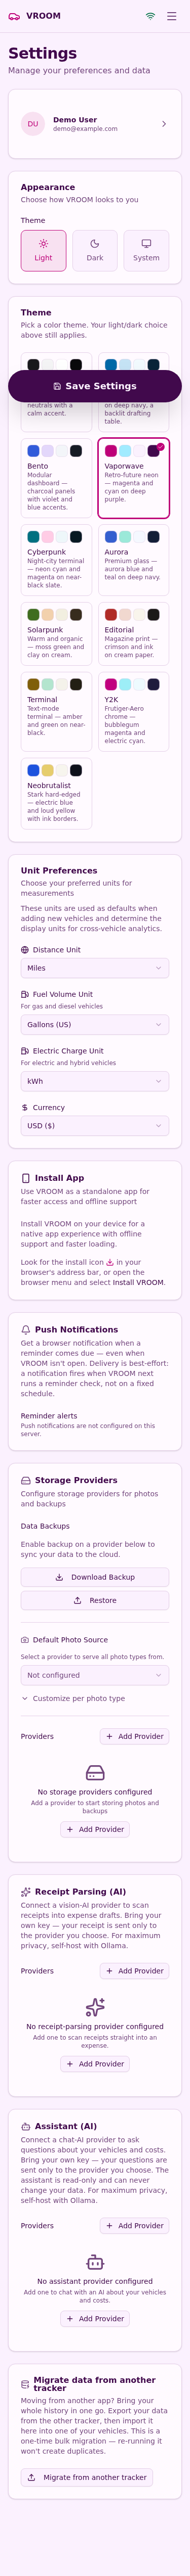 VROOM
Settings
Manage your preferences and data
DU
Demo User
demo@example.com
Appearance
Choose how VROOM looks to you
Theme
Light
Dark
System
Theme
Pick a color theme. Your light/dark choice
above still applies.
neutrals with a
calm accent.
on deep navy, a
backlit drafting
table.
Save Settings
Bento
Modular
dashboard —
charcoal panels
with violet and
blue accents.
Vaporwave
Retro-future neon
— magenta and
cyan on deep
purple.
Cyberpunk
Night-city terminal
— neon cyan and
magenta on near-
black slate.
Aurora
Premium glass —
aurora blue and
teal on deep navy.
Solarpunk
Warm and organic
— moss green and
clay on cream.
Editorial
Magazine print —
crimson and ink
on cream paper.
Terminal
Text-mode
terminal — amber
and green on near-
black.
Y2K
Frutiger-Aero
chrome —
bubblegum
magenta and
electric cyan.
Neobrutalist
Stark hard-edged
— electric blue
and loud yellow
with ink borders.
Unit Preferences
Choose your preferred units for
measurements
These units are used as defaults when
adding new vehicles and determine the
display units for cross-vehicle analytics.
Distance Unit
Miles
Fuel Volume Unit
For gas and diesel vehicles
Gallons (US)
Electric Charge Unit
For electric and hybrid vehicles
kWh
Currency
USD ($)
Install App
Use VROOM as a standalone app for
faster access and offline support
Install VROOM on your device for a
native app experience with offline
support and faster loading.
Look for the install icon in your
browser's address bar, or open the
browser menu and select Install VROOM.
Push Notifications
Get a browser notification when a
reminder comes due — even when
VROOM isn't open. Delivery is best-effort:
a notification fires when VROOM next
runs a reminder check, not on a fixed
schedule.
Reminder alerts
Push notifications are not configured on this
server.
Storage Providers
Configure storage providers for photos
and backups
Data Backups
Enable backup on a provider below to
sync your data to the cloud.
Download Backup
Restore
Default Photo Source
Select a provider to serve all photo types from.
Not configured
Customize per photo type
Providers
Add Provider
No storage providers configured
Add a provider to start storing photos and
backups
Add Provider
Receipt Parsing (AI)
Connect a vision-AI provider to scan
receipts into expense drafts. Bring your
own key — your receipt is sent only to
the provider you choose. For maximum
privacy, self-host with Ollama.
Providers
Add Provider
No receipt-parsing provider configured
Add one to scan receipts straight into an
expense.
Add Provider
Assistant (AI)
Connect a chat-AI provider to ask
questions about your vehicles and costs.
Bring your own key — your questions are
sent only to the provider you choose. The
assistant is read-only and can never
change your data. For maximum privacy,
self-host with Ollama.
Providers
Add Provider
No assistant provider configured
Add one to chat with an AI about your vehicles
and costs.
Add Provider
Migrate data from another
tracker
Moving from another app? Bring your
whole history in one go. Export your data
from the other tracker, then import it
here into one of your vehicles. This is a
one-time bulk migration — re-running it
won't create duplicates.
Migrate from another tracker